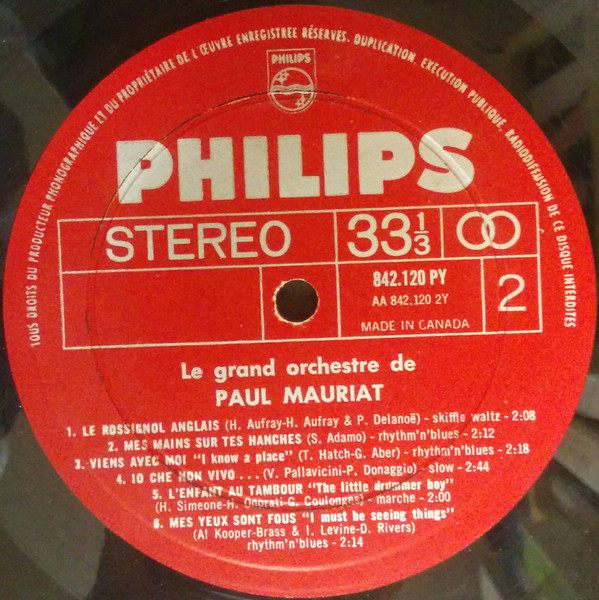 TOUS DROITS DU PRODUCTEUR PHONOGRAPHIQUE ET DU PROPRIÉTAIRE DE L'ŒUVRE ENREGISTREE RÉSERVÉS. DUPLICATION, EXECUTION PUBLIQUE, RADIODIFFUSION DE CE DISQUE INTERDITES
PHILIPS
PHILIPS
STEREO 33 1/3
842.120 PY
AA 842.120 2Y
2
MADE IN CANADA
Le grand orchestre de
PAUL MAURIAT
1. LE ROSSIGNOL ANGLAIS (H. Aufray-H. Aufray & P. Delanoë) - skiffle waltz - 2:08
2. MES MAINS SUR TES HANCHES (S. Adamo) - rhythm'n'blues - 2:12
3. VIENS AVEC MOI "I know a place" (T. Hatch-G. Aber) - rhythm'n'blues - 2:18
4. IO CHE NON VIVO . . . . (V. Pallavicini-P. Donaggio) - slow - 2:44
5. L'ENFANT AU TAMBOUR "The little drummer boy"
(H. Simeone-H. Onorati-G. Coulonges) - marche - 2:00
6. MES YEUX SONT FOUS "I must be seeing things"
(Al Kooper-Brass & I. Levine-D. Rivers)
rhythm'n'blues - 2:14